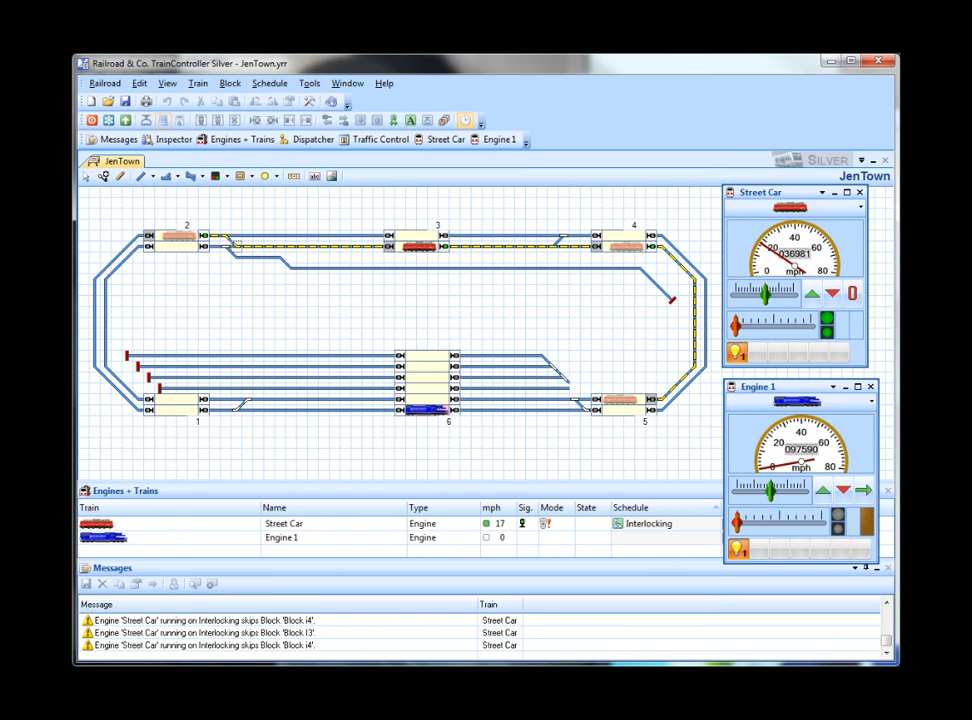 Railroad & Co. TrainController Silver - JenTown.yrr
Railroad Edit View Train Block Schedule Tools Window Help
Messages Inspector Engines + Trains Dispatcher Traffic Control Street Car Engine 1
JenTown
SILVER
JenTown
2 3 4
1 6 5
Street Car
20 40 60
036981
0 mph 80
1
Engine 1
20 40 60
097590
0 mph 80
1
Engines + Trains
Train Name Type mph Sig. Mode State Schedule
Street Car Engine 17 Interlocking
Engine 1 Engine 0
Messages
Message Train
Engine 'Street Car' running on Interlocking skips Block 'Block i4'. Street Car
Engine 'Street Car' running on Interlocking skips Block 'Block I3'. Street Car
Engine 'Street Car' running on Interlocking skips Block 'Block i4'. Street Car